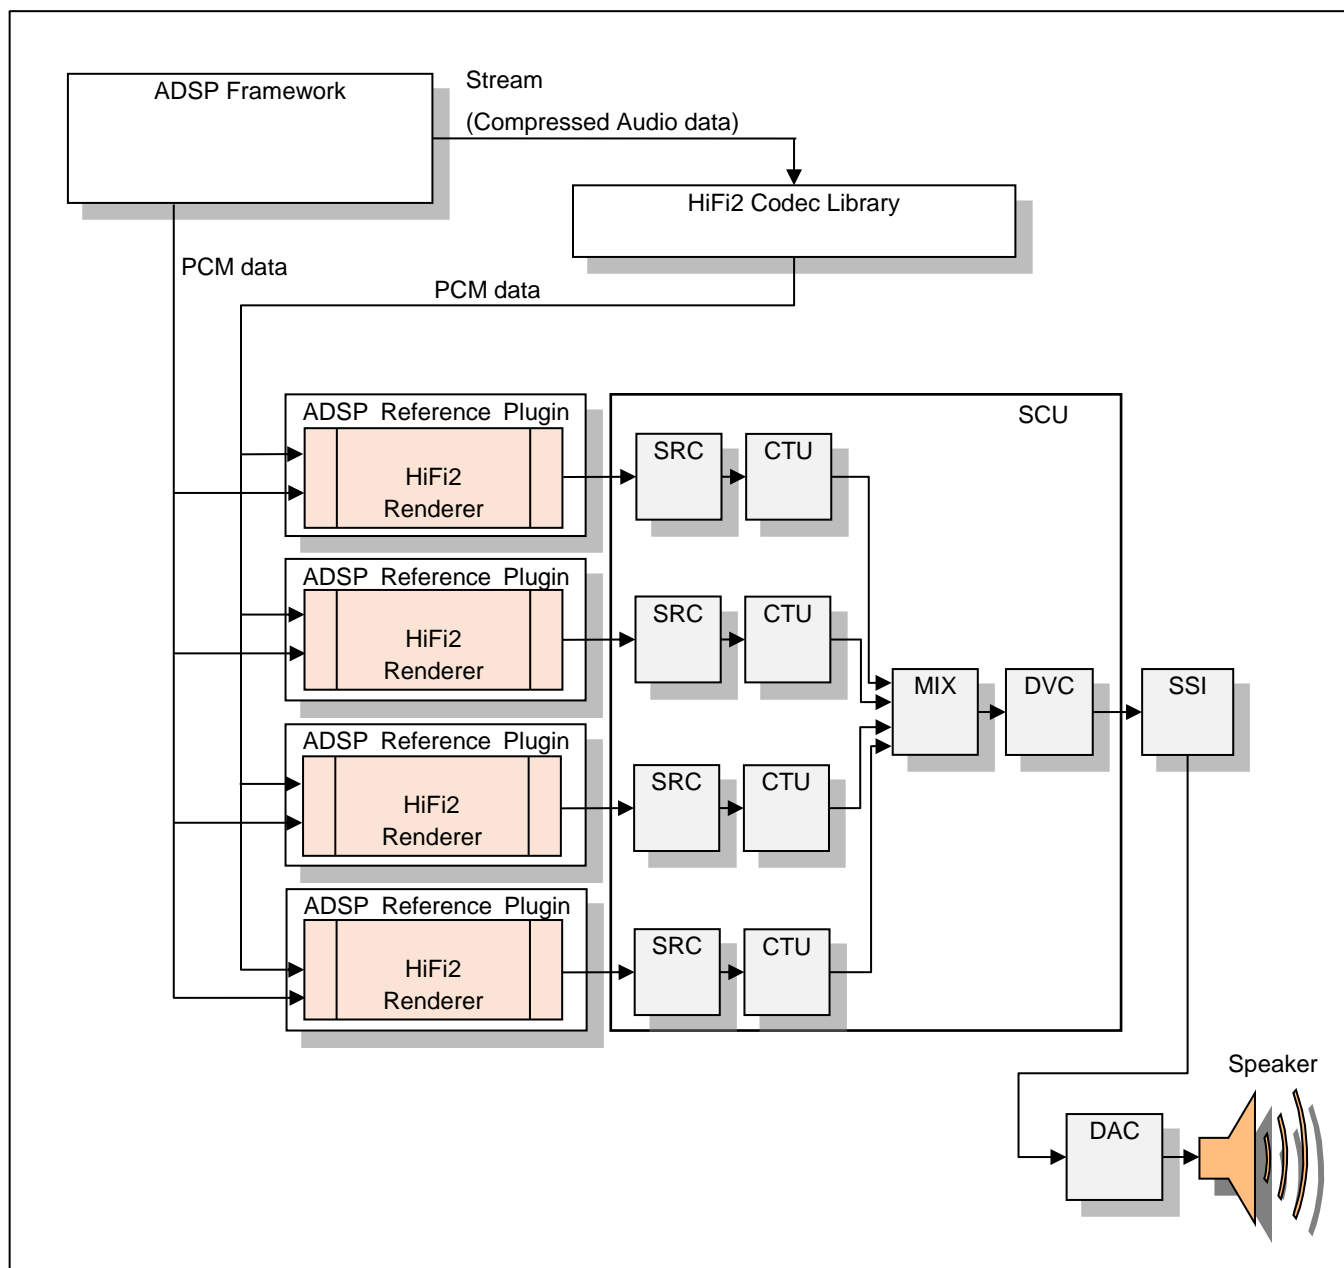 ADSP Framework
Stream
(Compressed Audio data)
HiFi2 Codec Library
PCM data
PCM data
ADSP Reference Plugin
HiFi2
Renderer
SCU
SRC
CTU
ADSP Reference Plugin
HiFi2
Renderer
SRC
CTU
MIX
DVC
SSI
ADSP Reference Plugin
HiFi2
Renderer
SRC
CTU
ADSP Reference Plugin
HiFi2
Renderer
SRC
CTU
Speaker
DAC